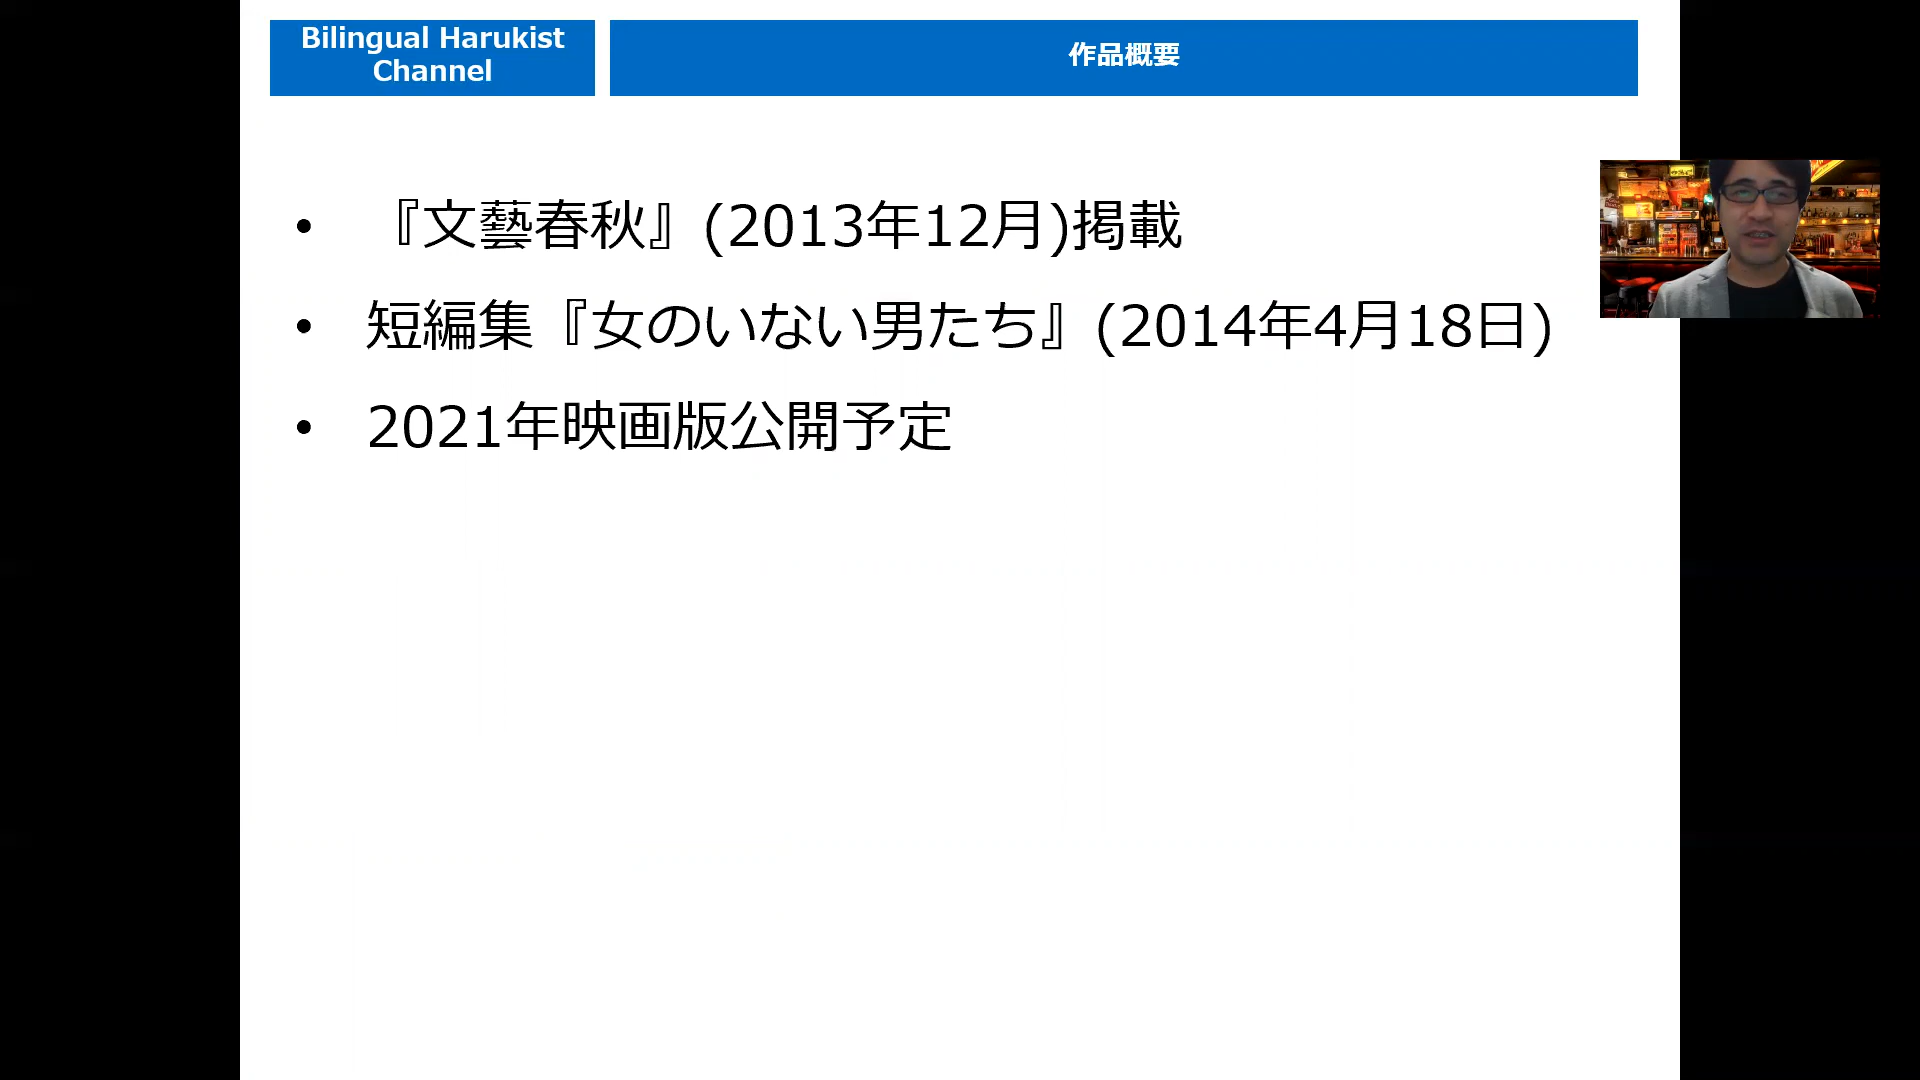 Bilingual Harukist
Channel
作品概要
• 『文藝春秋』(2013年12月)掲載
• 短編集『女のいない男たち』(2014年4月18日)
• 2021年映画版公開予定